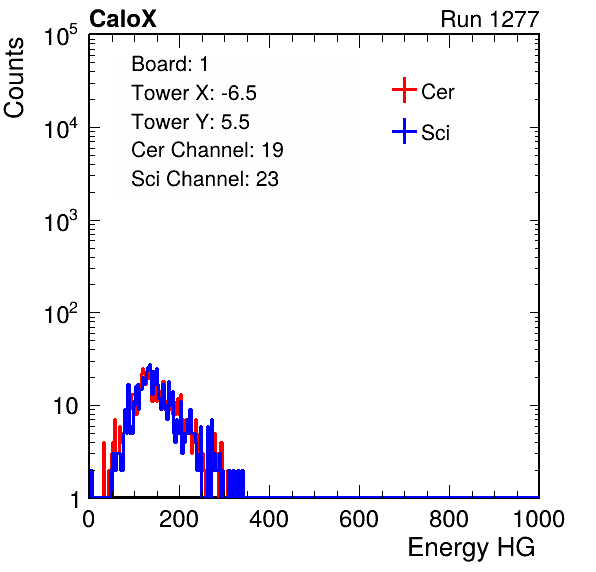 CaloX Run 1277
Counts
Board: 1
Tower X: -6.5
Tower Y: 5.5
Cer Channel: 19
Sci Channel: 23
Cer
Sci
10^5
10^4
10^3
10^2
10
1
0 200 400 600 800 1000
Energy HG